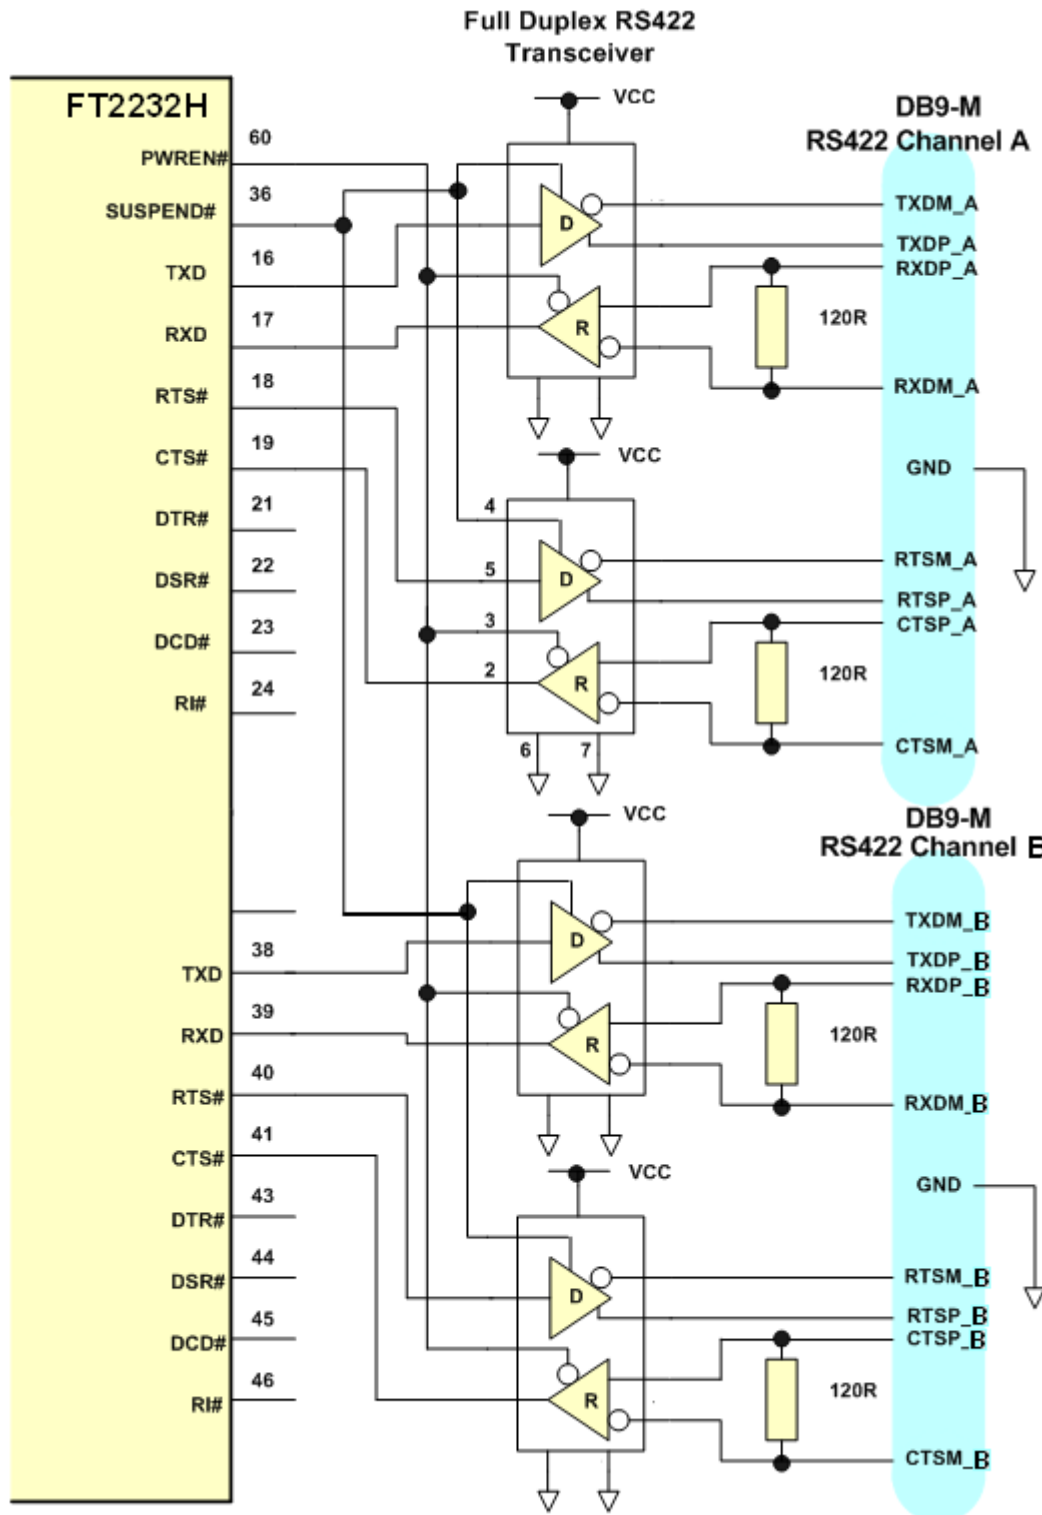 Full Duplex RS422
Transceiver
VCC
FT2232H
DB9-M
RS422 Channel A
60
PWREN#
36
SUSPEND#
TXDM_A
D
TXDP_A
16
TXD
RXDP_A
17
RXD
R
120R
18
RTS#
RXDM_A
19
CTS#
VCC
GND
21
DTR#
4
22
DSR#
5
D
RTSM_A
RTSP_A
23
DCD#
3
CTSP_A
24
RI#
2
R
120R
6
7
CTSM_A
VCC
DB9-M
RS422 Channel B
TXDM_B
38
TXD
D
TXDP_B
RXDP_B
39
RXD
R
120R
40
RTS#
RXDM_B
41
CTS#
VCC
GND
43
DTR#
44
DSR#
D
RTSM_B
RTSP_B
45
DCD#
CTSP_B
46
RI#
R
120R
CTSM_B